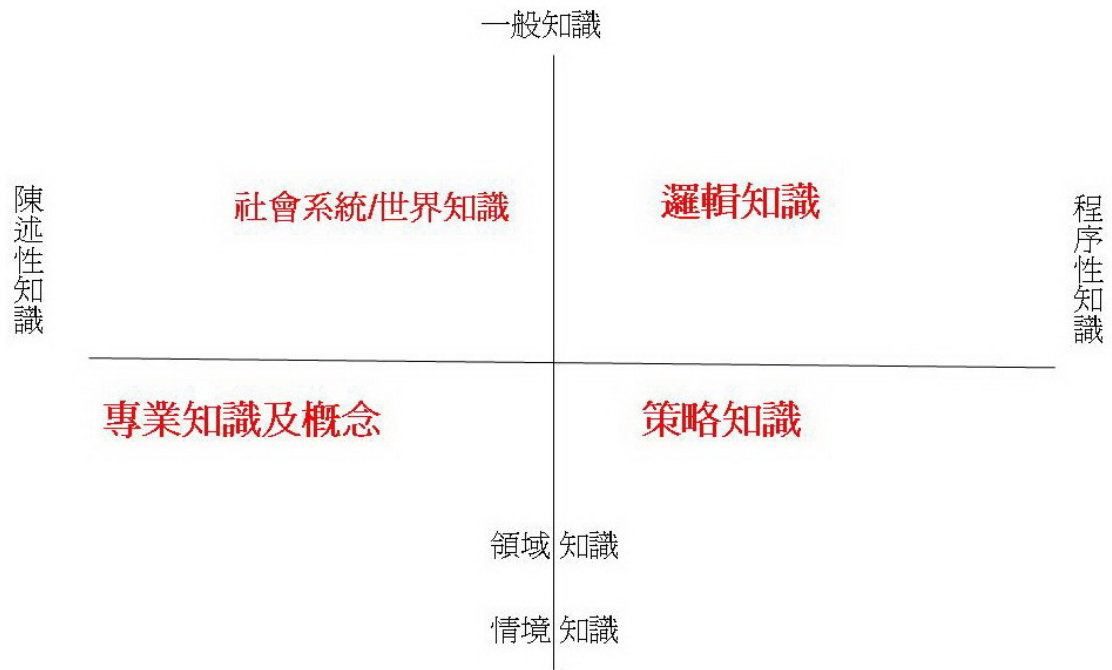 一般知識
陳述性知識
社會系統/世界知識
邏輯知識
程序性知識
專業知識及概念
策略知識
領域知識
情境知識